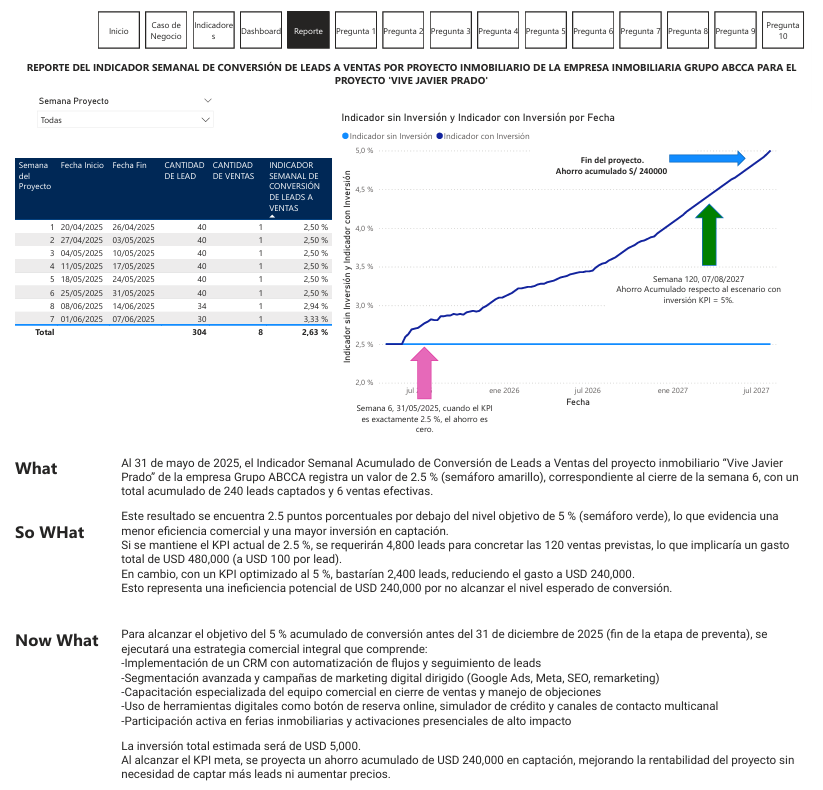 Inicio
Caso de Negocio
Indicadores
Dashboard
Reporte
Pregunta 1
Pregunta 2
Pregunta 3
Pregunta 4
Pregunta 5
Pregunta 6
Pregunta 7
Pregunta 8
Pregunta 9
Pregunta 10
REPORTE DEL INDICADOR SEMANAL DE CONVERSIÓN DE LEADS A VENTAS POR PROYECTO INMOBILIARIO DE LA EMPRESA INMOBILIARIA GRUPO ABCCA PARA EL
PROYECTO 'VIVE JAVIER PRADO'
Semana Proyecto
Todas
Semana del Proyecto Fecha Inicio Fecha Fin CANTIDAD DE LEAD CANTIDAD DE VENTAS INDICADOR SEMANAL DE CONVERSIÓN DE LEADS A VENTAS
1 20/04/2025 26/04/2025 40 1 2,50 %
2 27/04/2025 03/05/2025 40 1 2,50 %
3 04/05/2025 10/05/2025 40 1 2,50 %
4 11/05/2025 17/05/2025 40 1 2,50 %
5 18/05/2025 24/05/2025 40 1 2,50 %
6 25/05/2025 31/05/2025 40 1 2,50 %
8 08/06/2025 14/06/2025 34 1 2,94 %
7 01/06/2025 07/06/2025 30 1 3,33 %
Total 304 8 2,63 %
Indicador sin Inversión y Indicador con Inversión por Fecha
Indicador sin Inversión Indicador con Inversión
Indicador sin Inversión y Indicador con Inversión
5,0 %
4,5 %
4,0 %
3,5 %
3,0 %
2,5 %
2,0 %
Fin del proyecto.
Ahorro acumulado S/ 240000
Semana 120, 07/08/2027
Ahorro Acumulado respecto al escenario con
inversión KPI = 5%.
jul
ene 2026
jul 2026
ene 2027
jul 2027
Fecha
Semana 6, 31/05/2025, cuando el KPI
es exactamente 2.5 %, el ahorro es
cero.
What
Al 31 de mayo de 2025, el Indicador Semanal Acumulado de Conversión de Leads a Ventas del proyecto inmobiliario “Vive Javier
Prado” de la empresa Grupo ABCCA registra un valor de 2.5 % (semáforo amarillo), correspondiente al cierre de la semana 6, con un
total acumulado de 240 leads captados y 6 ventas efectivas.
So WHat
Este resultado se encuentra 2.5 puntos porcentuales por debajo del nivel objetivo de 5 % (semáforo verde), lo que evidencia una
menor eficiencia comercial y una mayor inversión en captación.
Si se mantiene el KPI actual de 2.5 %, se requerirán 4,800 leads para concretar las 120 ventas previstas, lo que implicaría un gasto
total de USD 480,000 (a USD 100 por lead).
En cambio, con un KPI optimizado al 5 %, bastarían 2,400 leads, reduciendo el gasto a USD 240,000.
Esto representa una ineficiencia potencial de USD 240,000 por no alcanzar el nivel esperado de conversión.
Now What
Para alcanzar el objetivo del 5 % acumulado de conversión antes del 31 de diciembre de 2025 (fin de la etapa de preventa), se
ejecutará una estrategia comercial integral que comprende:
-Implementación de un CRM con automatización de flujos y seguimiento de leads
-Segmentación avanzada y campañas de marketing digital dirigido (Google Ads, Meta, SEO, remarketing)
-Capacitación especializada del equipo comercial en cierre de ventas y manejo de objeciones
-Uso de herramientas digitales como botón de reserva online, simulador de crédito y canales de contacto multicanal
-Participación activa en ferias inmobiliarias y activaciones presenciales de alto impacto
La inversión total estimada será de USD 5,000.
Al alcanzar el KPI meta, se proyecta un ahorro acumulado de USD 240,000 en captación, mejorando la rentabilidad del proyecto sin
necesidad de captar más leads ni aumentar precios.